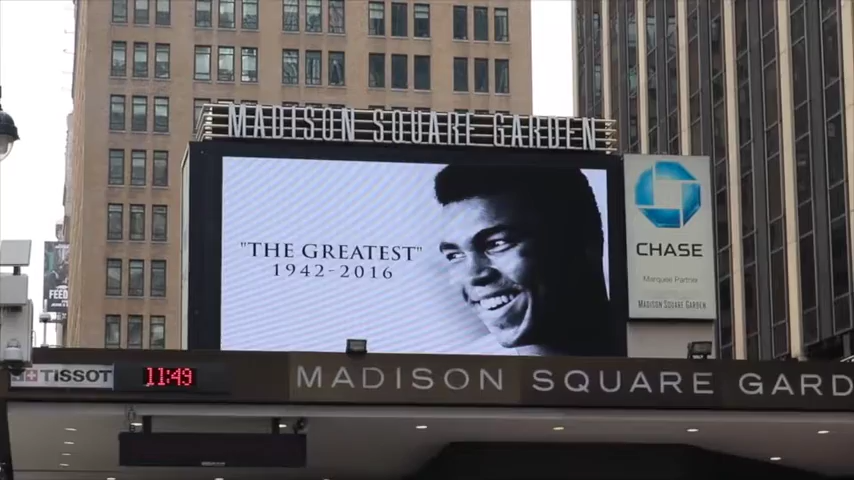 MADISON SQUARE GARDEN
"THE GREATEST"
1942-2016
CHASE
Marquee Partner
MADISON SQUARE GARDEN
FEED
TISSOT
11:49
MADISON SQUARE GARD